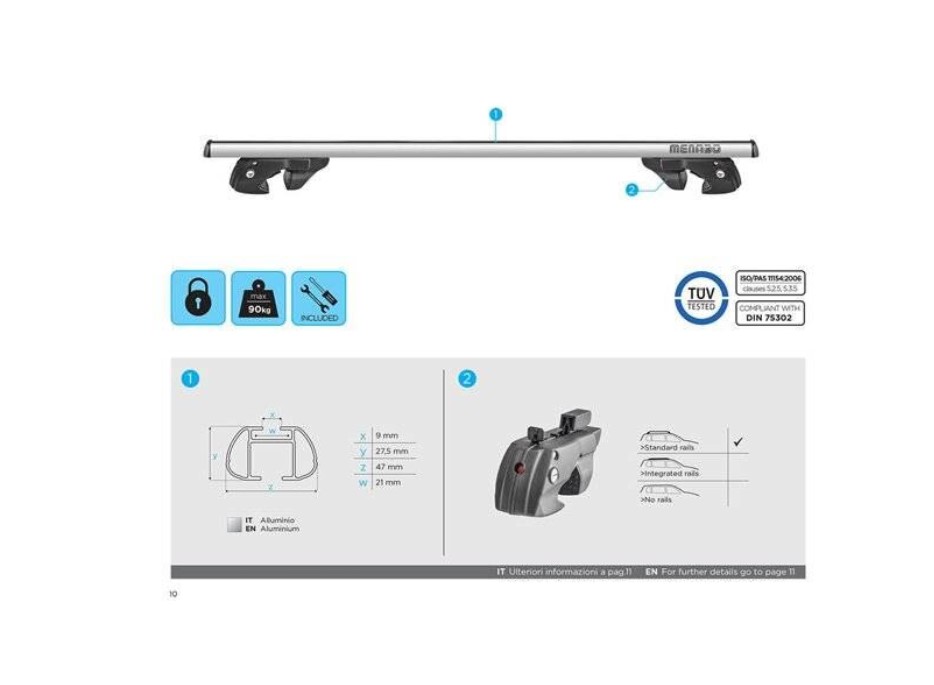 1
MENABO
2
max
90kg
INCLUDED
TÜV
TESTED
ISO/PAS 11154:2006
clauses 5.2.5, 5.3.5
COMPLIANT WITH
DIN 75302
1
x
w
y
z
X 9 mm
y 27,5 mm
Z 47 mm
W 21 mm
IT Alluminio
EN Aluminium
2
>Standard rails ✓
>Integrated rails
>No rails
IT Ulteriori informazioni a pag.11 EN For further details go to page 11
10